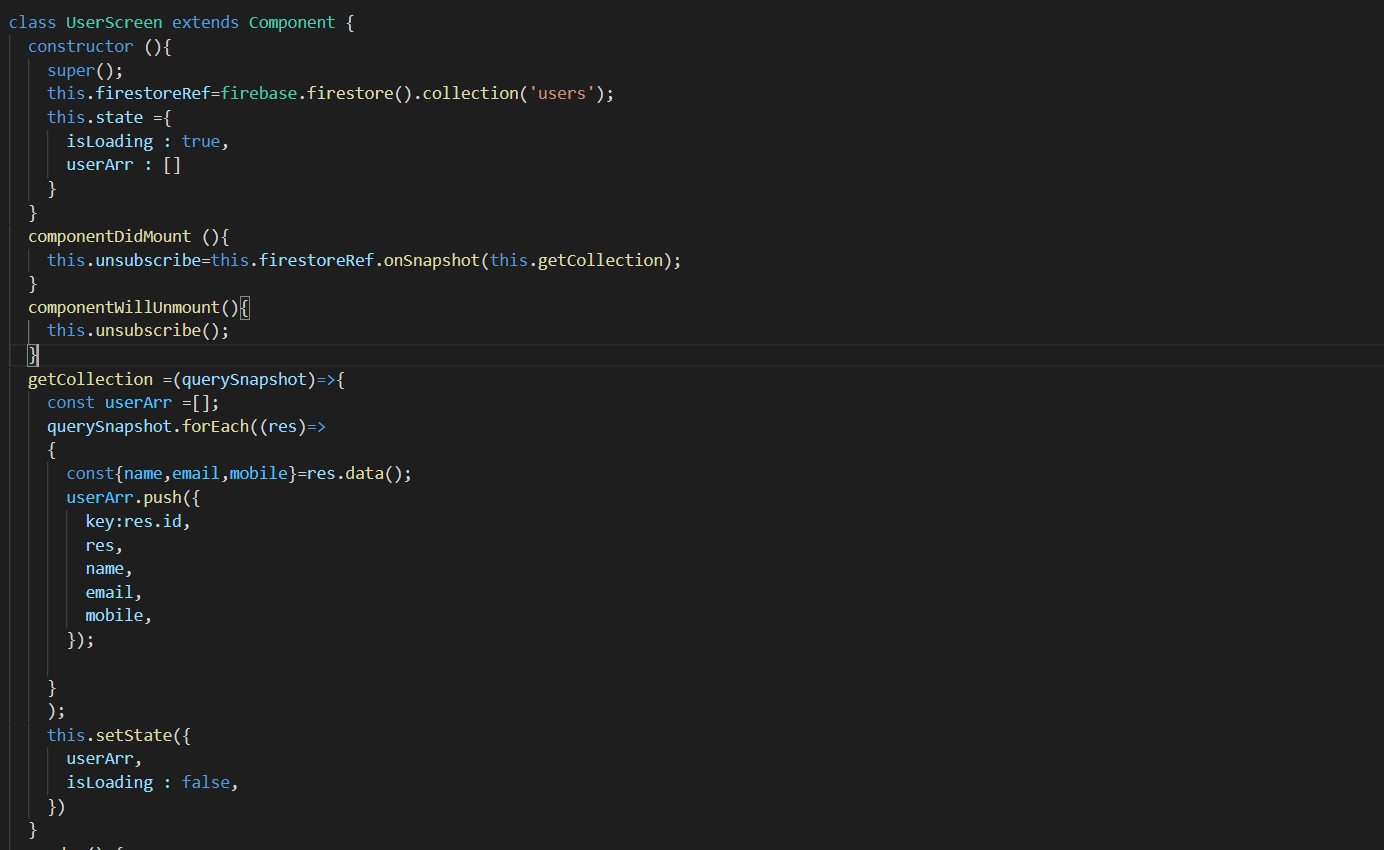 class UserScreen extends Component {
constructor (){
super();
this.firestoreRef=firebase.firestore().collection('users');
this.state ={
isLoading : true,
userArr : []
}
}
componentDidMount (){
this.unsubscribe=this.firestoreRef.onSnapshot(this.getCollection);
}
componentWillUnmount(){
this.unsubscribe();
}
getCollection =(querySnapshot)=>{
const userArr =[];
querySnapshot.forEach((res)=>
{
const{name,email,mobile}=res.data();
userArr.push({
key:res.id,
res,
name,
email,
mobile,
});
}
);
this.setState({
userArr,
isLoading : false,
})
}